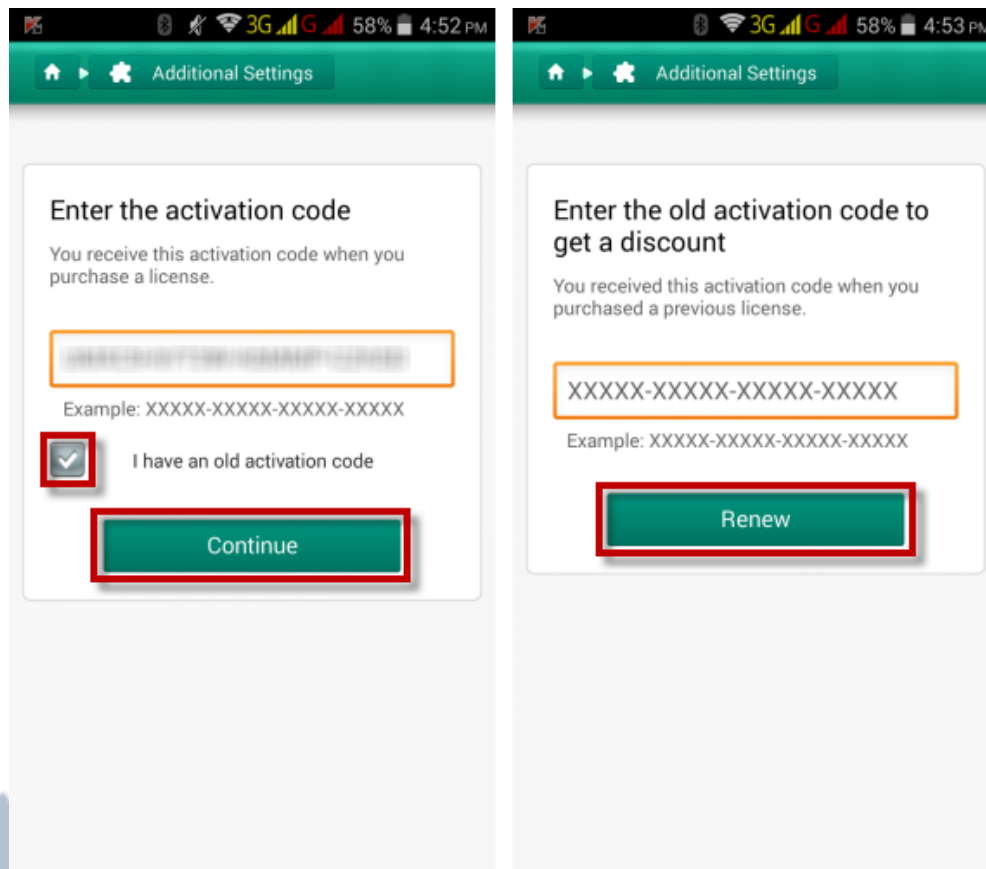 3G G 58% 4:52 PM
Additional Settings
Enter the activation code
You receive this activation code when you
purchase a license.
Example: XXXXX-XXXXX-XXXXX-XXXXX
I have an old activation code
Continue
3G G 58% 4:53 PM
Additional Settings
Enter the old activation code to
get a discount
You received this activation code when you
purchased a previous license.
XXXXX-XXXXX-XXXXX-XXXXX
Example: XXXXX-XXXXX-XXXXX-XXXXX
Renew